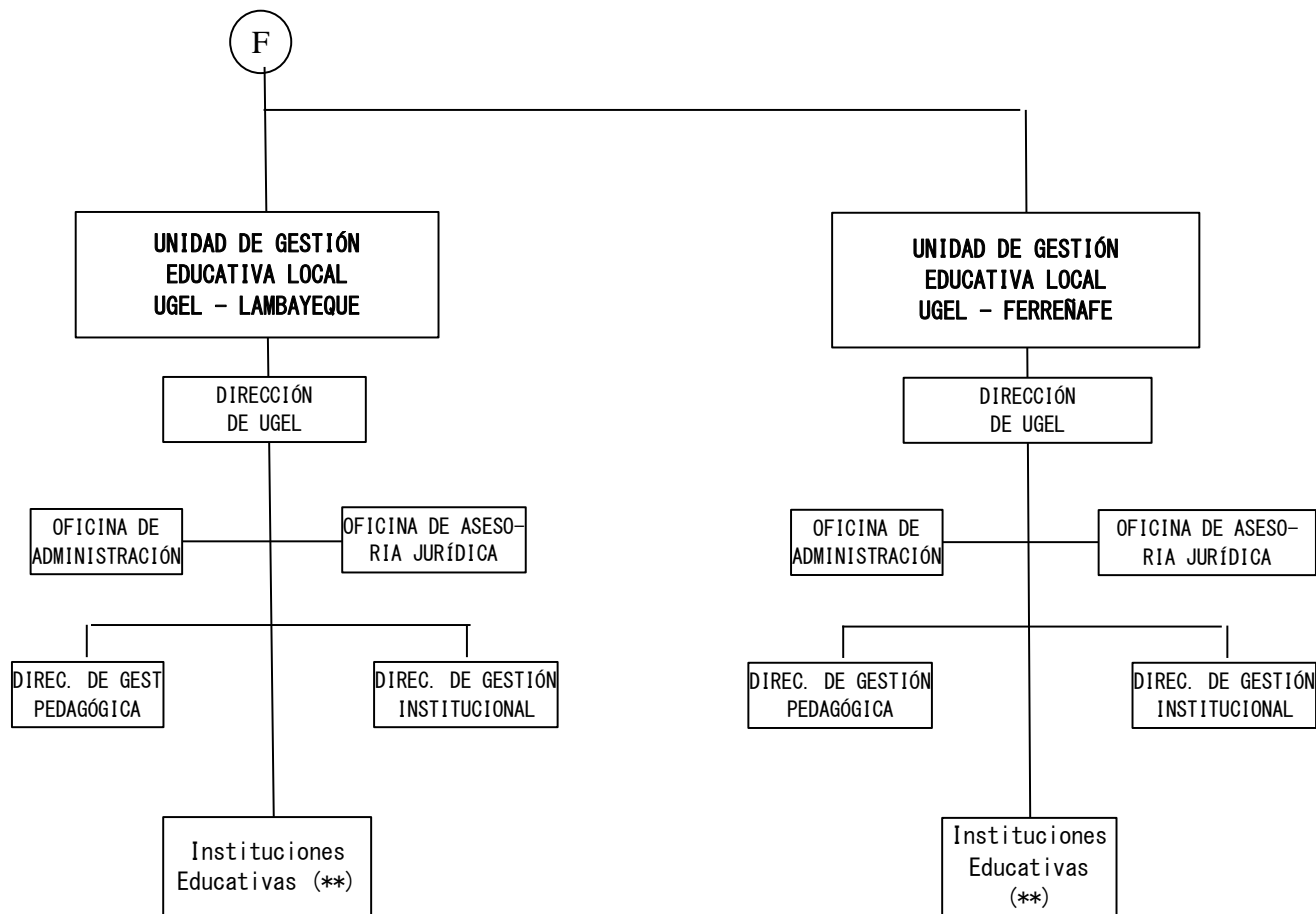 F
UNIDAD DE GESTIÓN
EDUCATIVA LOCAL
UGEL - LAMBAYEQUE
UNIDAD DE GESTIÓN
EDUCATIVA LOCAL
UGEL - FERREÑAFE
DIRECCIÓN
DE UGEL
DIRECCIÓN
DE UGEL
OFICINA DE
ADMINISTRACIÓN
OFICINA DE ASESO-
RIA JURÍDICA
OFICINA DE
ADMINISTRACIÓN
OFICINA DE ASESO-
RIA JURÍDICA
DIREC. DE GEST
PEDAGÓGICA
DIREC. DE GESTIÓN
INSTITUCIONAL
DIREC. DE GESTIÓN
PEDAGÓGICA
DIREC. DE GESTIÓN
INSTITUCIONAL
Instituciones
Educativas (**)
Instituciones
Educativas
(**)